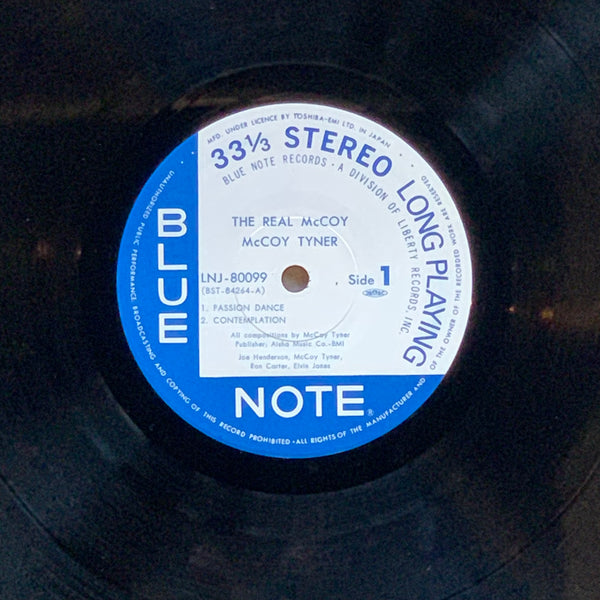 MFD. UNDER LICENCE BY TOSHIBA-EMI LTD. IN JAPAN
33⅓ STEREO LONG PLAYING
BLUE NOTE RECORDS · A DIVISION OF LIBERTY RECORDS, INC.
THE REAL McCOY
McCOY TYNER
LNJ-80099
(BST-84264-A)
Side 1
1. PASSION DANCE
2. CONTEMPLATION
All compositions by McCoy Tyner
Publisher; Aisha Music Co.-BMI
Joe Henderson, McCoy Tyner,
Ron Carter, Elvin Jones
BLUE
NOTE®
UNAUTHORIZED PUBLIC PERFORMANCE, BROADCASTING AND COPYING OF THIS RECORD PROHIBITED · ALL RIGHTS OF THE MANUFACTURER AND OF THE OWNER OF THE RECORDED WORK ARE RESERVED